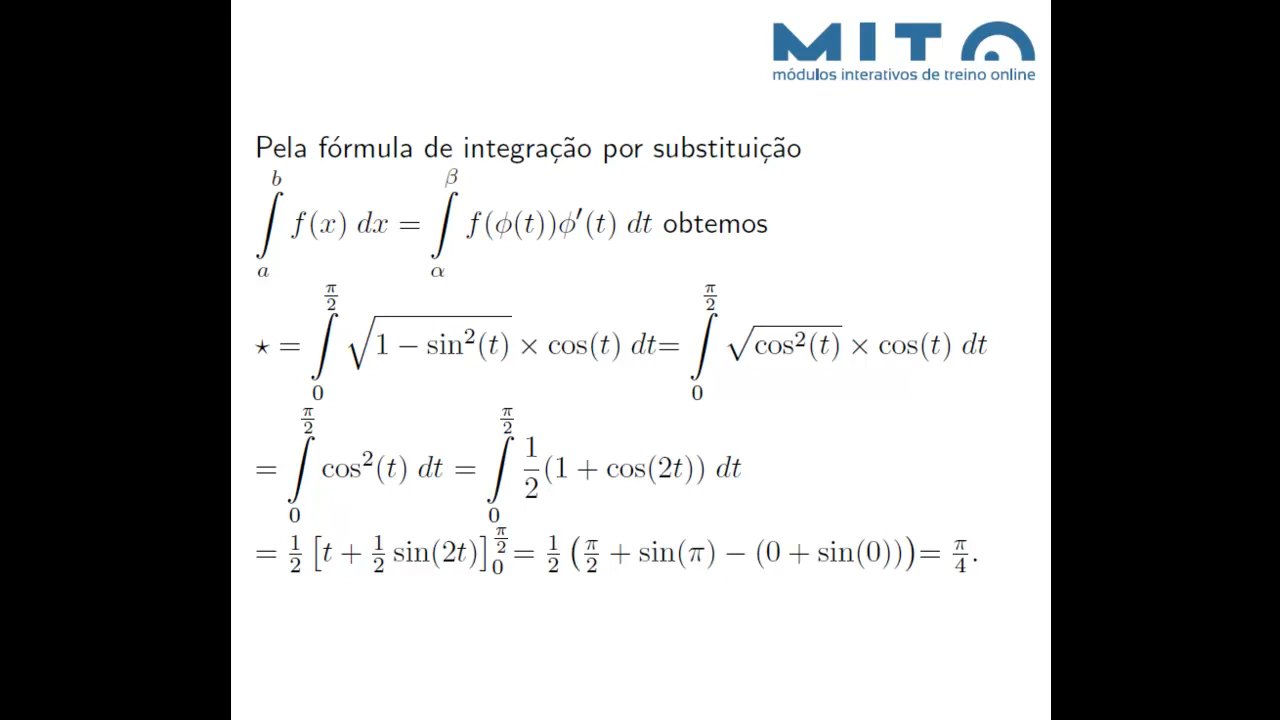 MITO
módulos interativos de treino online
Pela fórmula de integração por substituição
∫_a^b f(x) dx = ∫_α^β f(ϕ(t))ϕ′(t) dt obtemos
⋆ = ∫_0^{π/2} √(1 − sin²(t)) × cos(t) dt= ∫_0^{π/2} √(cos²(t)) × cos(t) dt
= ∫_0^{π/2} cos²(t) dt = ∫_0^{π/2} 1/2 (1 + cos(2t)) dt
= 1/2 [t + 1/2 sin(2t)]_0^{π/2} = 1/2 (π/2 + sin(π) − (0 + sin(0)))= π/4.